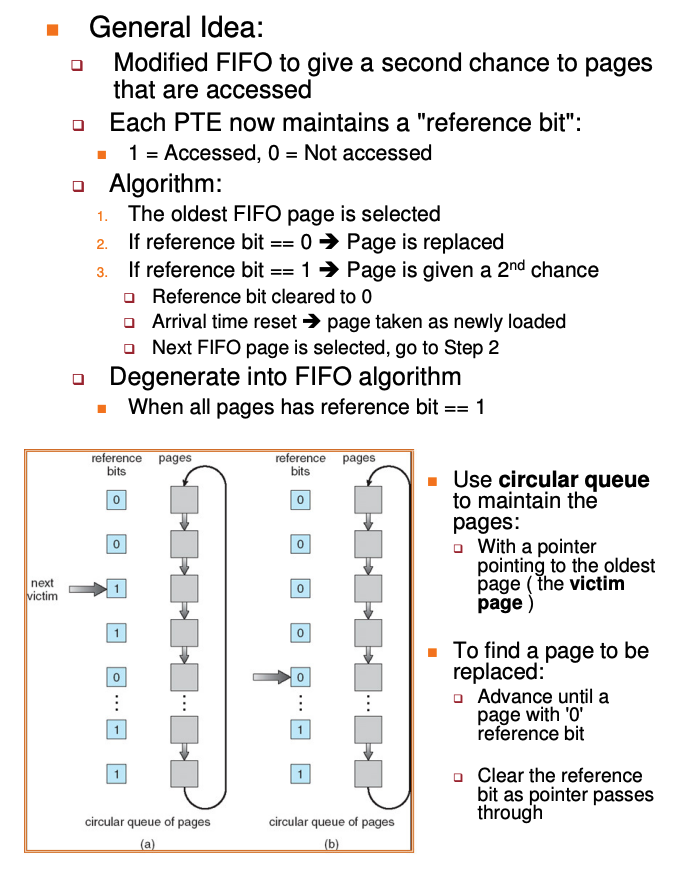 General Idea:
Modified FIFO to give a second chance to pages
that are accessed
Each PTE now maintains a "reference bit":
1 = Accessed, 0 = Not accessed
Algorithm:
1. The oldest FIFO page is selected
2. If reference bit == 0 ➔ Page is replaced
3. If reference bit == 1 ➔ Page is given a 2nd chance
Reference bit cleared to 0
Arrival time reset ➔ page taken as newly loaded
Next FIFO page is selected, go to Step 2
Degenerate into FIFO algorithm
When all pages has reference bit == 1
reference
bits
pages
0
0
next
victim
1
1
0
1
1
circular queue of pages
(a)
reference
bits
pages
0
0
0
0
0
1
1
circular queue of pages
(b)
Use circular queue
to maintain the
pages:
With a pointer
pointing to the oldest
page ( the victim
page )
To find a page to be
replaced:
Advance until a
page with '0'
reference bit
Clear the reference
bit as pointer passes
through